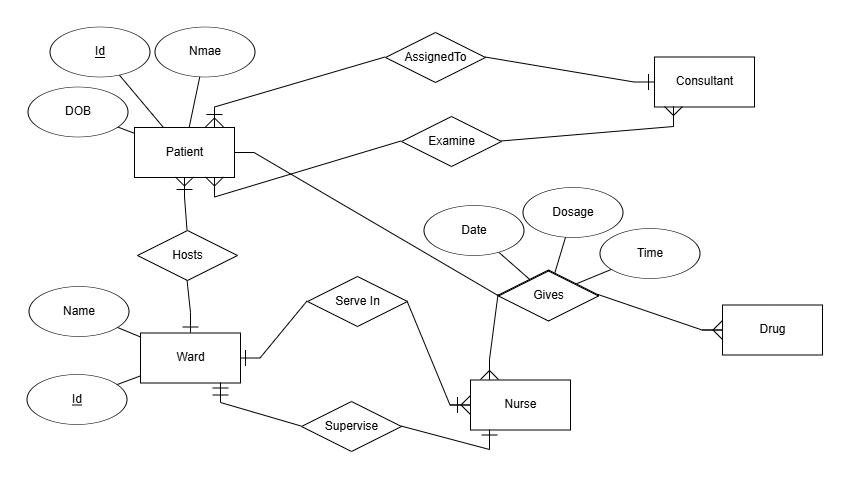 Id
Nmae
AssignedTo
Consultant
DOB
Patient
Examine
Dosage
Date
Time
Hosts
Gives
Name
Serve In
Drug
Ward
Id
Nurse
Supervise